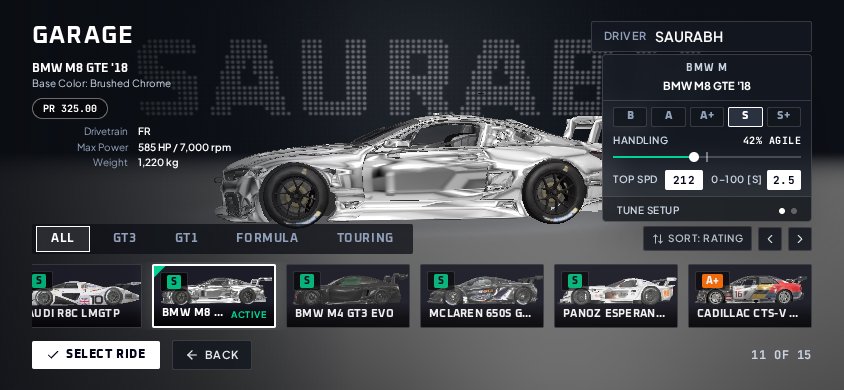 GARAGE
BMW M8 GTE '18
Base Color: Brushed Chrome
PR 325.00
Drivetrain FR
Max Power 585 HP / 7,000 rpm
Weight 1,220 kg
SAURAB
DRIVER SAURABH
BMW M
BMW M8 GTE '18
B A A+ S S+
HANDLING 42% AGILE
TOP SPD 212 0-100 [S] 2.5
TUNE SETUP
ALL GT3 GT1 FORMULA TOURING
SORT: RATING
S
UDI R8C LMGTP
S
BMW M8 ... ACTIVE
S
BMW M4 GT3 EVO
S
MCLAREN 650S G...
S
PANOZ ESPERAN...
A+
CADILLAC CTS-V ...
SELECT RIDE
BACK
11 OF 15